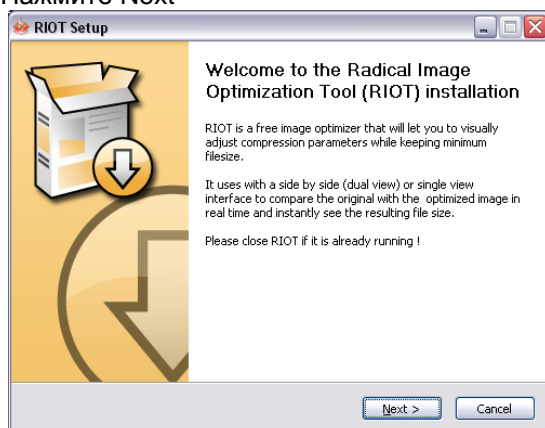 Нажмите Next
RIOT Setup
Welcome to the Radical Image
Optimization Tool (RIOT) installation
RIOT is a free image optimizer that will let you to visually
adjust compression parameters while keeping minimum
filesize.
It uses with a side by side (dual view) or single view
interface to compare the original with the optimized image in
real time and instantly see the resulting file size.
Please close RIOT if it is already running !
Next >
Cancel